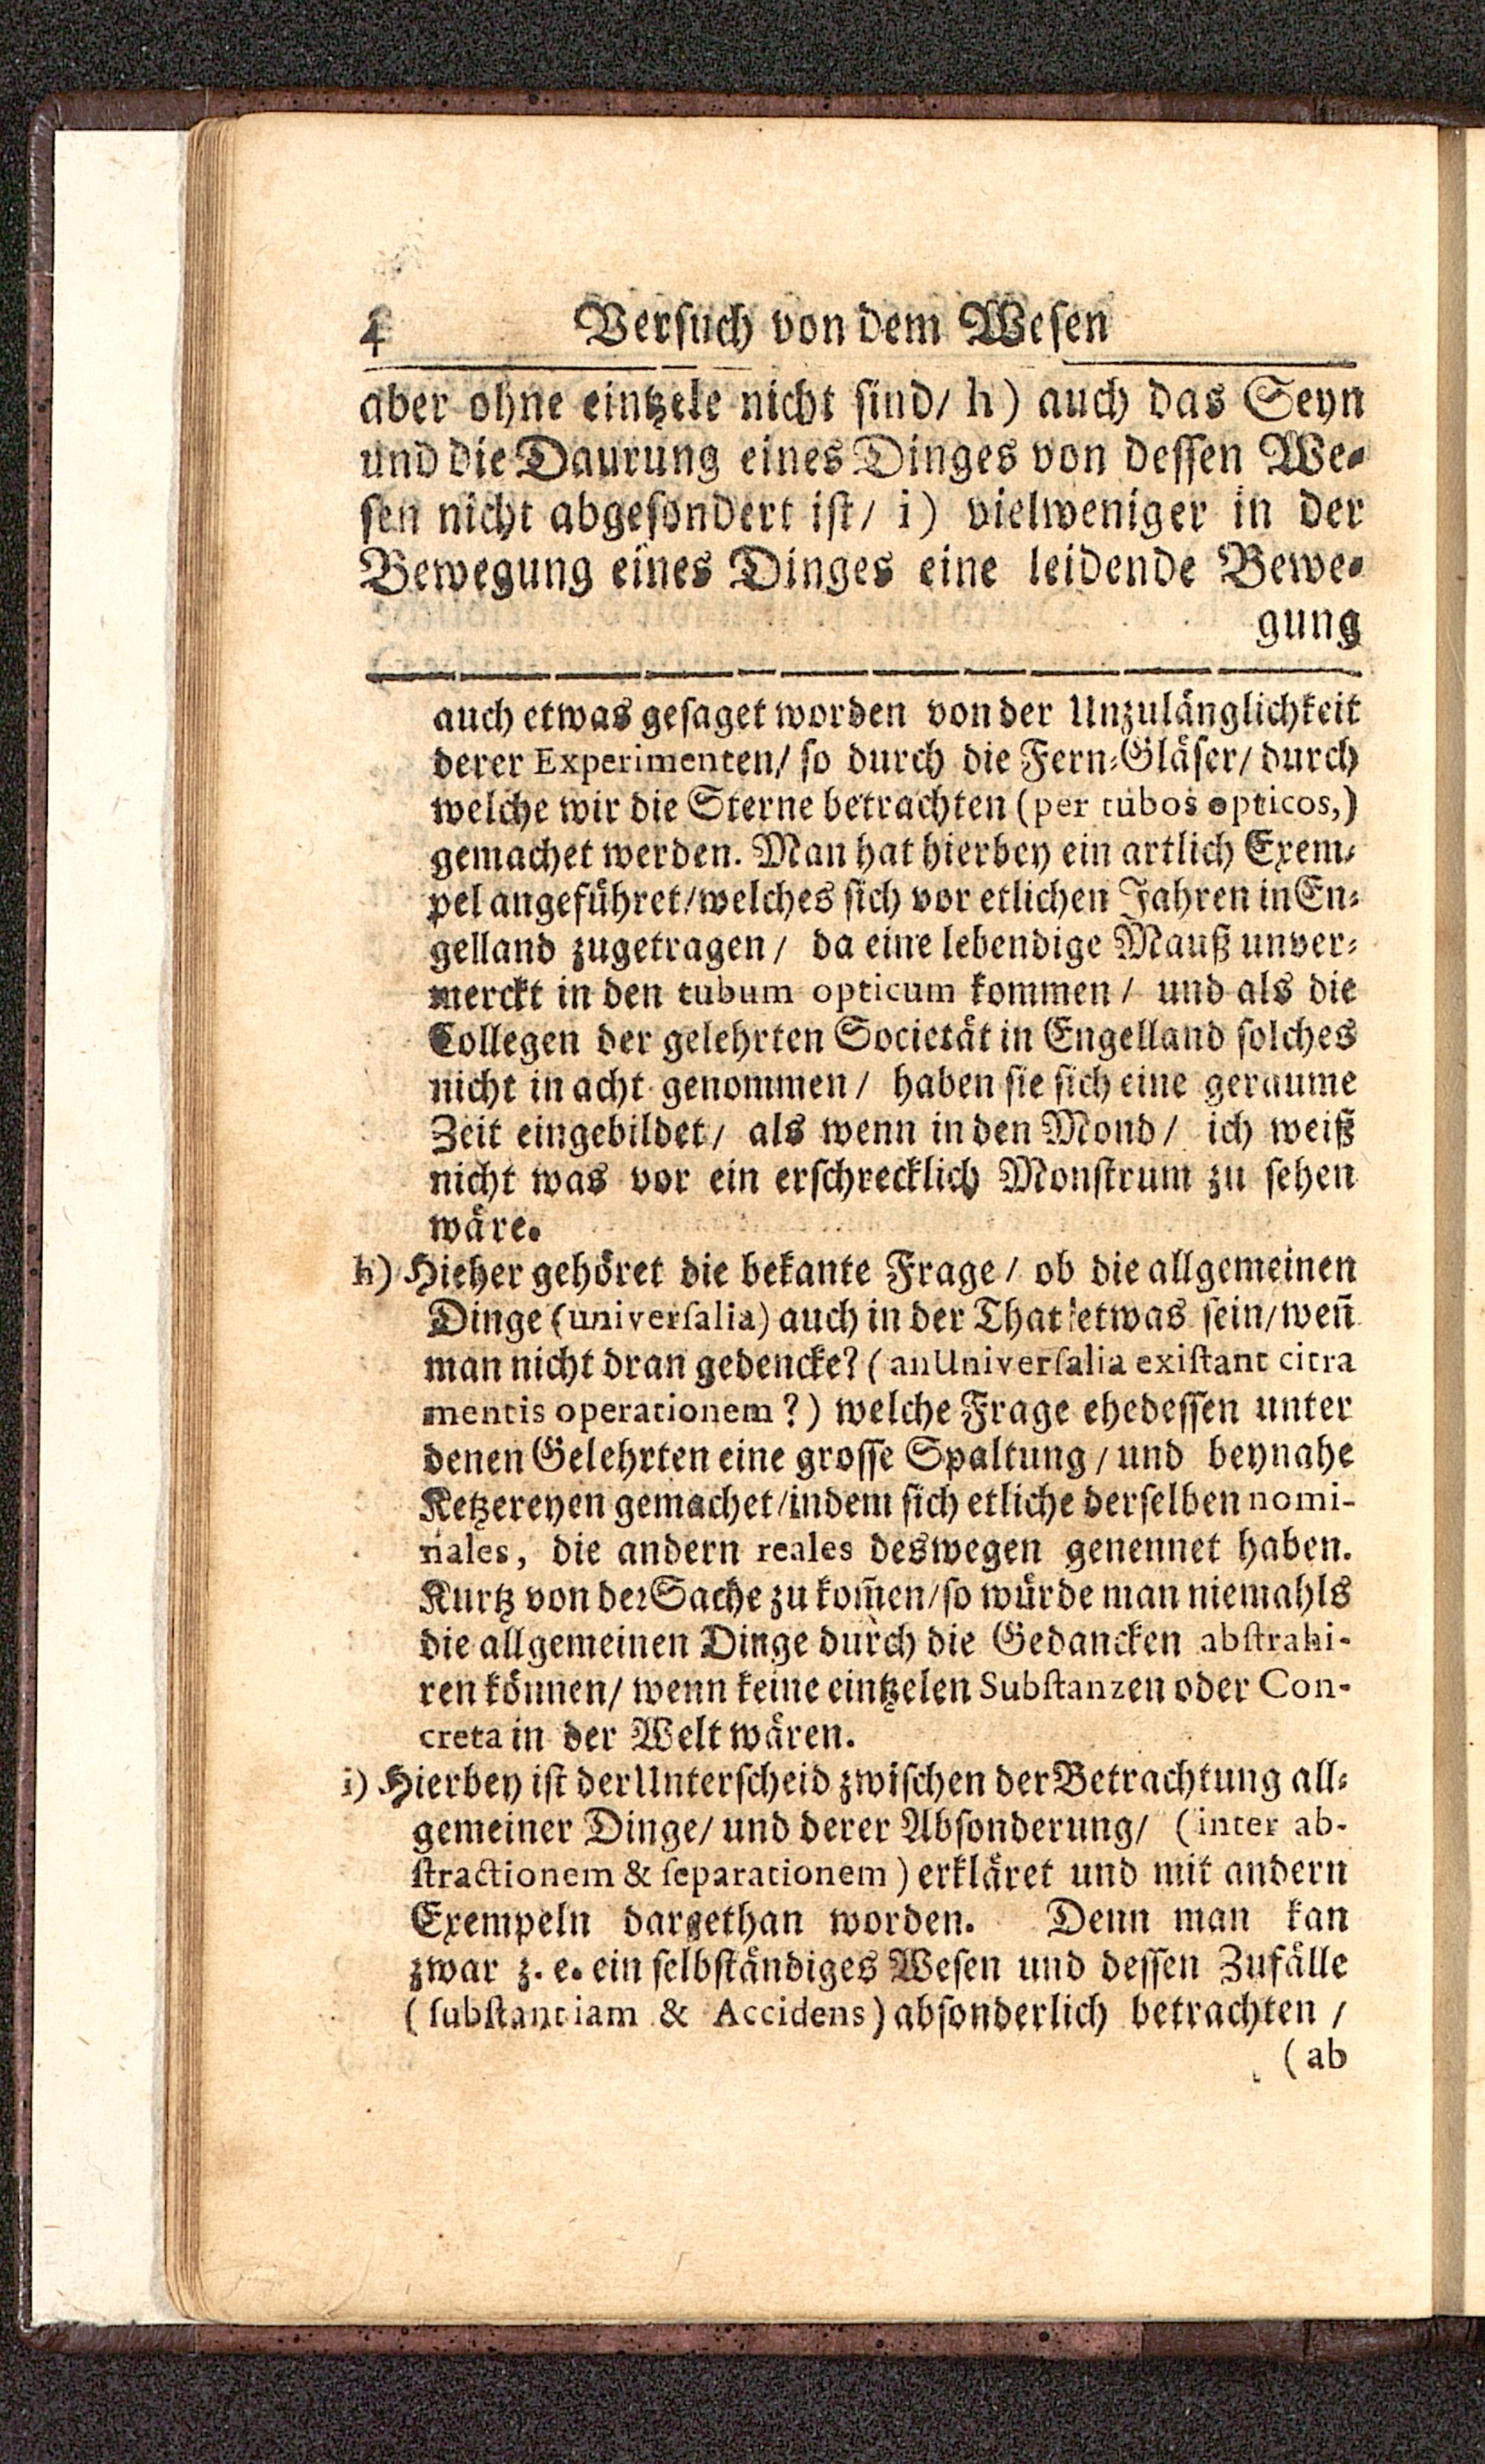 4 Versuch von dem Wesen
aber ohne eintzele nicht sind/ h) auch das Seyn
und die Daurung eines Dinges von dessen We-
sen nicht abgesondert ist/ i) vielweniger in der
Bewegung eines Dinges eine leidende Bewe-
gung
auch etwas gesaget worden von der Unzulänglichkeit
derer Experimenten/ so durch die Fern-Gläser/ durch
welche wir die Sterne betrachten (per tubos opticos,)
gemachet werden. Man hat hierbey ein artlich Exem-
pel angeführet/welches sich vor etlichen Jahren in En-
gelland zugetragen/ da eine lebendige Mauß unver-
merckt in den tubum opticum kommen/ und als die
Collegen der gelehrten Societät in Engelland solches
nicht in acht genommen/ haben sie sich eine geraume
Zeit eingebildet/ als wenn in den Mond/ ich weiß
nicht was vor ein erschrecklich Monstrum zu sehen
wäre.
h) Hieher gehöret die bekante Frage/ ob die allgemeinen
Dinge (universalia) auch in der That etwas sein/weñ
man nicht dran gedencke? (an Universalia existant citra
mentis operationem?) welche Frage ehedessen unter
denen Gelehrten eine grosse Spaltung/und beynahe
Ketzereyen gemachet/indem sich etliche derselben nomi-
nales, die andern reales deswegen genennet haben.
Kurtz von der Sache zu kom̃en/so würde man niemahls
die allgemeinen Dinge durch die Gedancken abstrahi-
ren können/ wenn keine eintzelen Substanzen oder Con-
creta in der Welt wären.
i) Hierbey ist der Unterscheid zwischen der Betrachtung all-
gemeiner Dinge/ und derer Absonderung/ (inter ab-
stractionem & separationem) erkläret und mit andern
Exempeln dargethan worden. Denn man kan
zwar z. e. ein selbständiges Wesen und dessen Zufälle
(substantiam & Accidens) absonderlich betrachten/
(ab